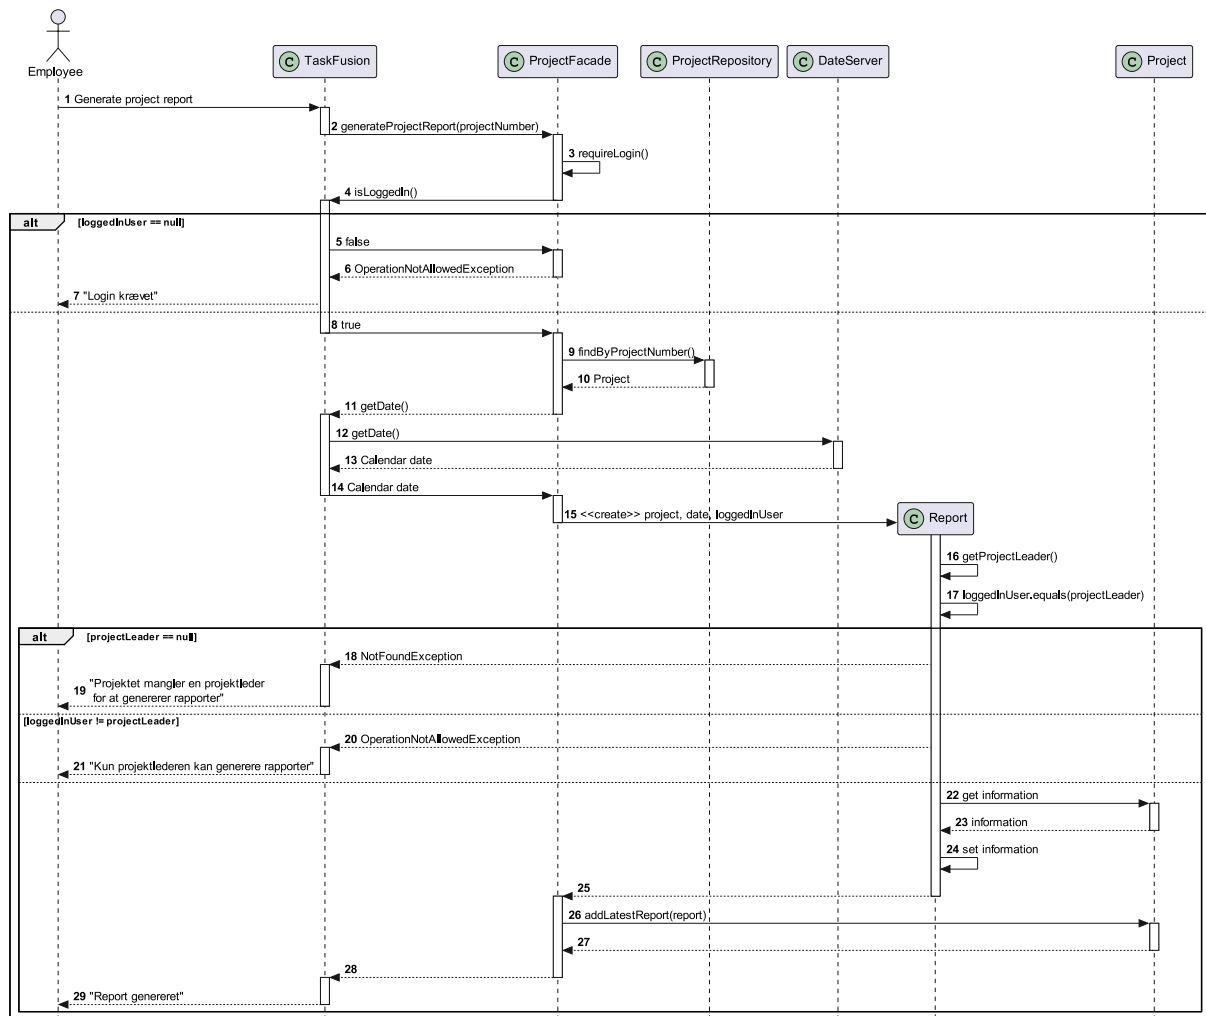 Employee
C TaskFusion
C ProjectFacade
C ProjectRepository
C DateServer
C Project
1 Generate project report
2 generateProjectReport(projectNumber)
3 requireLogin()
4 isLoggedIn()
alt [loggedInUser == null]
5 false
6 OperationNotAllowedException
7 "Login krævet"
8 true
9 findByProjectNumber()
10 Project
11 getDate()
12 getDate()
13 Calendar date
14 Calendar date
15 <<create>> project, date, loggedInUser
C Report
16 getProjectLeader()
17 loggedInUser.equals(projectLeader)
alt [projectLeader == null]
18 NotFoundException
19 "Projektet mangler en projektleder
for at genererer rapporter"
[loggedInUser != projectLeader]
20 OperationNotAllowedException
21 "Kun projektlederen kan generere rapporter"
22 get information
23 information
24 set information
25
26 addLatestReport(report)
27
28
29 "Report genereret"